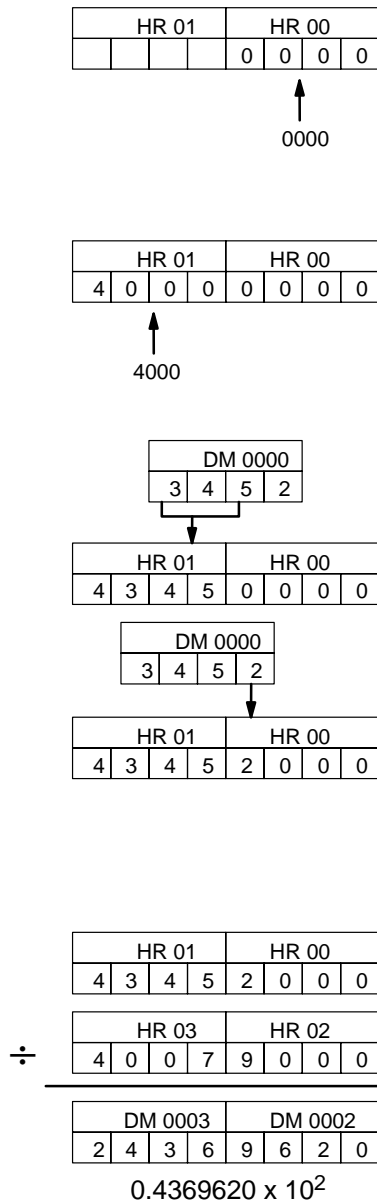 HR 01 HR 00
0 0 0 0
0000
HR 01 HR 00
4 0 0 0 0 0 0 0
4000
DM 0000
3 4 5 2
HR 01 HR 00
4 3 4 5 0 0 0 0
DM 0000
3 4 5 2
HR 01 HR 00
4 3 4 5 2 0 0 0
HR 01 HR 00
4 3 4 5 2 0 0 0
HR 03 HR 02
÷ 4 0 0 7 9 0 0 0
DM 0003 DM 0002
2 4 3 6 9 6 2 0
0.4369620 x 10²